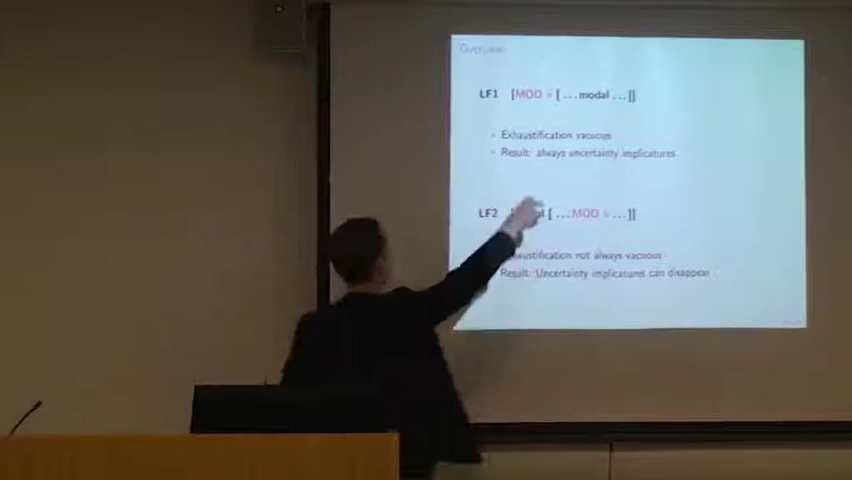 Overview
LF1 [MOD + [ ...modal ...]]
• Exhaustification vacuous
• Result: always uncertainty implicatures
LF2 [ ...MOD + ...]]
not always vacuous
Result: Uncertainty implicatures can disappear